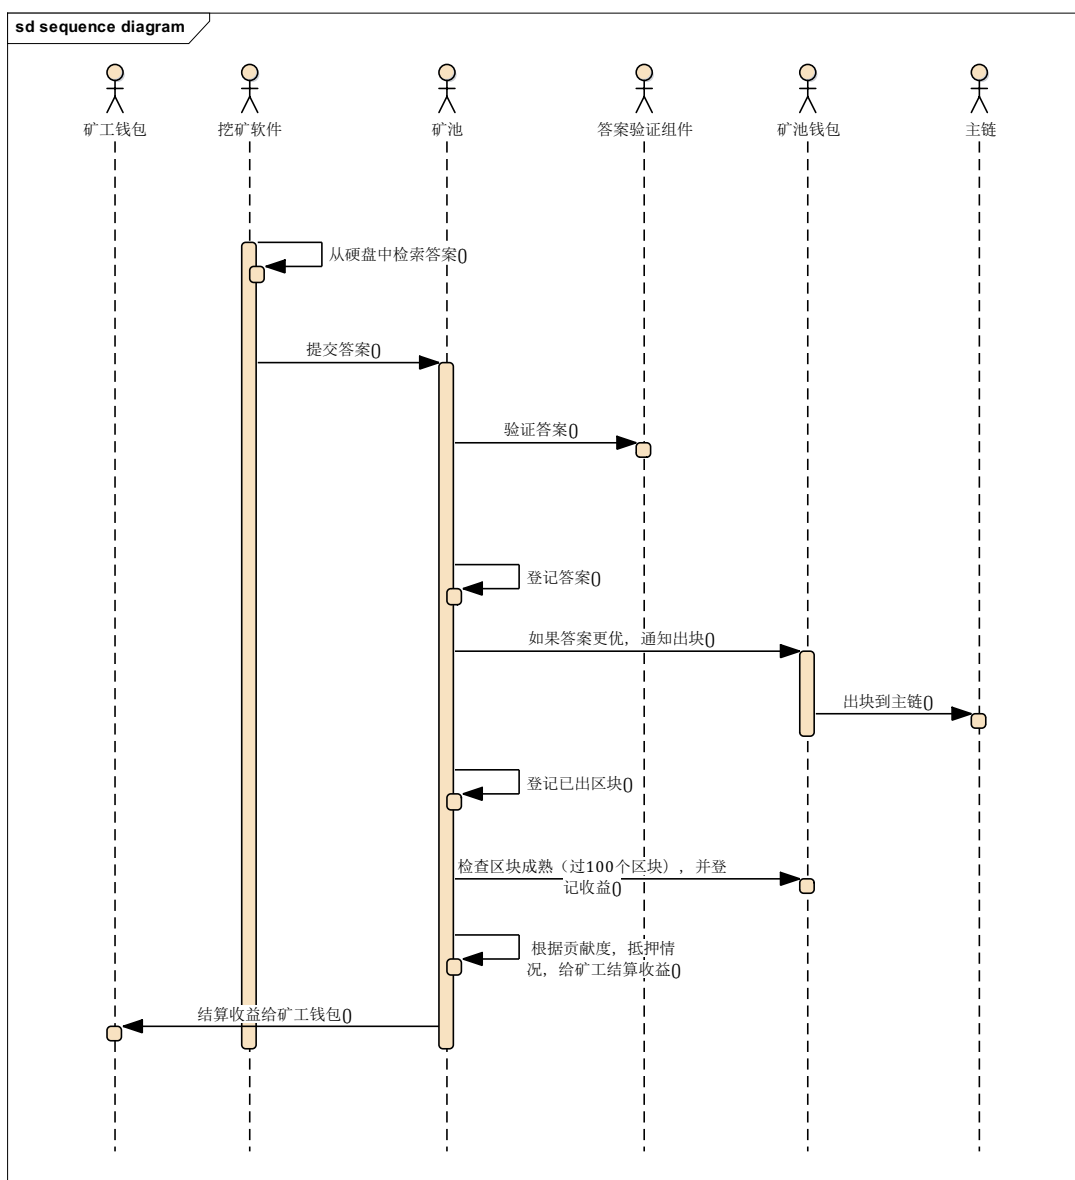 sd sequence diagram
矿工钱包
挖矿软件
矿池
答案验证组件
矿池钱包
主链
从硬盘中检索答案()
提交答案()
验证答案()
登记答案()
如果答案更优，通知出块()
出块到主链()
登记已出区块()
检查区块成熟（过100个区块），并登
记收益()
根据贡献度，抵押情
况，给矿工结算收益()
结算收益给矿工钱包()